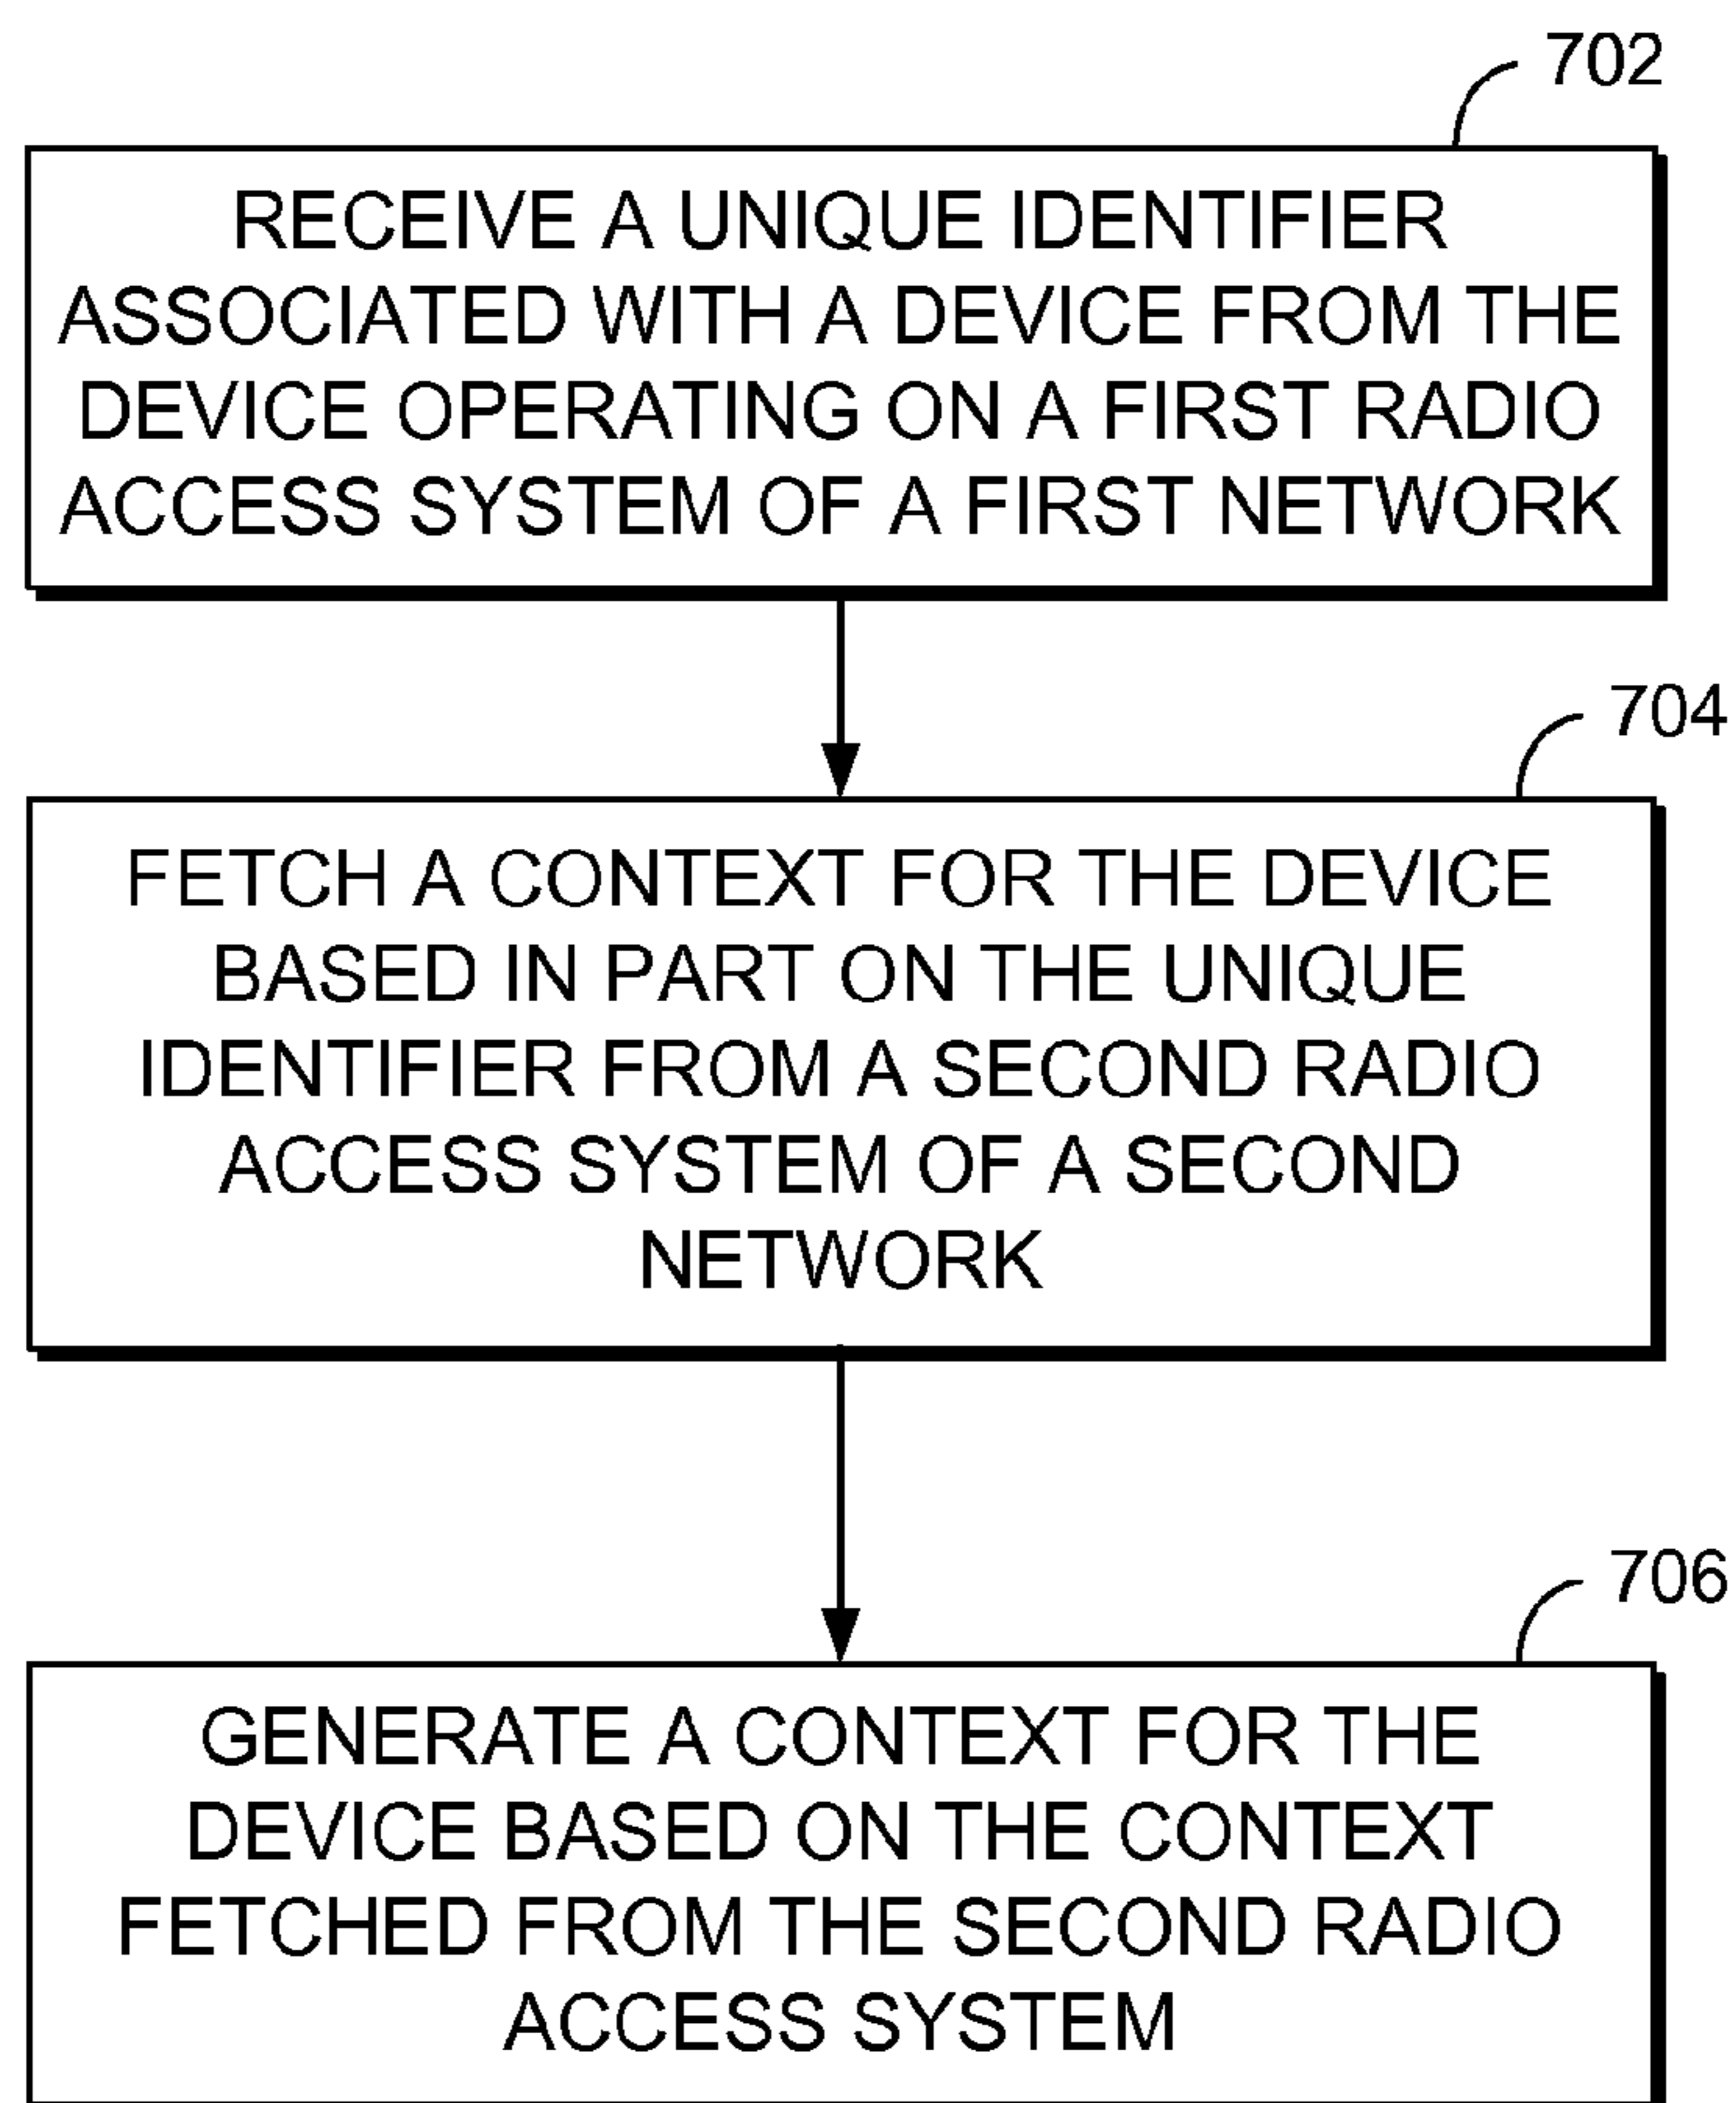 702
RECEIVE A UNIQUE IDENTIFIER
ASSOCIATED WITH A DEVICE FROM THE
DEVICE OPERATING ON A FIRST RADIO
ACCESS SYSTEM OF A FIRST NETWORK
704
FETCH A CONTEXT FOR THE DEVICE
BASED IN PART ON THE UNIQUE
IDENTIFIER FROM A SECOND RADIO
ACCESS SYSTEM OF A SECOND
NETWORK
706
GENERATE A CONTEXT FOR THE
DEVICE BASED ON THE CONTEXT
FETCHED FROM THE SECOND RADIO
ACCESS SYSTEM